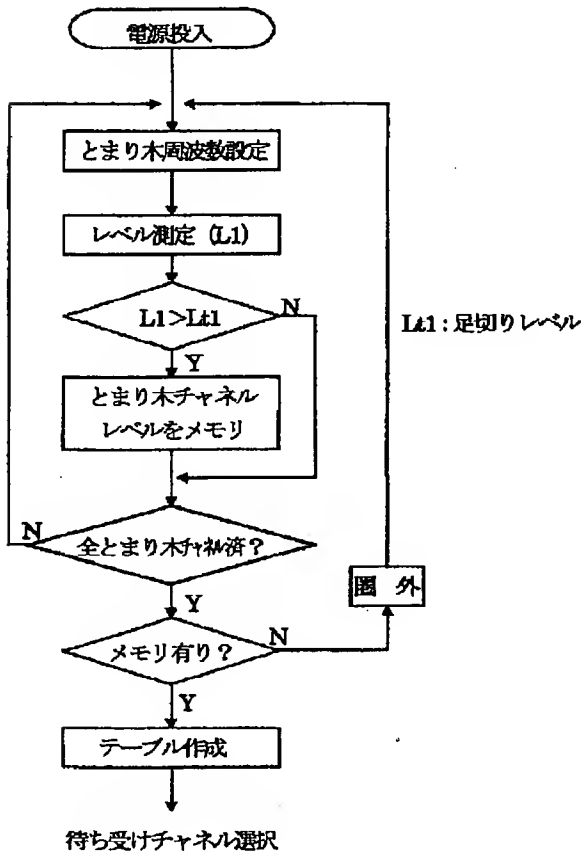 電源投入
とまり木周波数設定
レベル測定 (L1)
L1>Lt1
N
Y
Lt1 : 足切りレベル
とまり木チャネル
レベルをメモリ
N
全とまり木チャネル済?
Y
圏 外
メモリ有り?
N
Y
テーブル作成
待ち受けチャネル選択